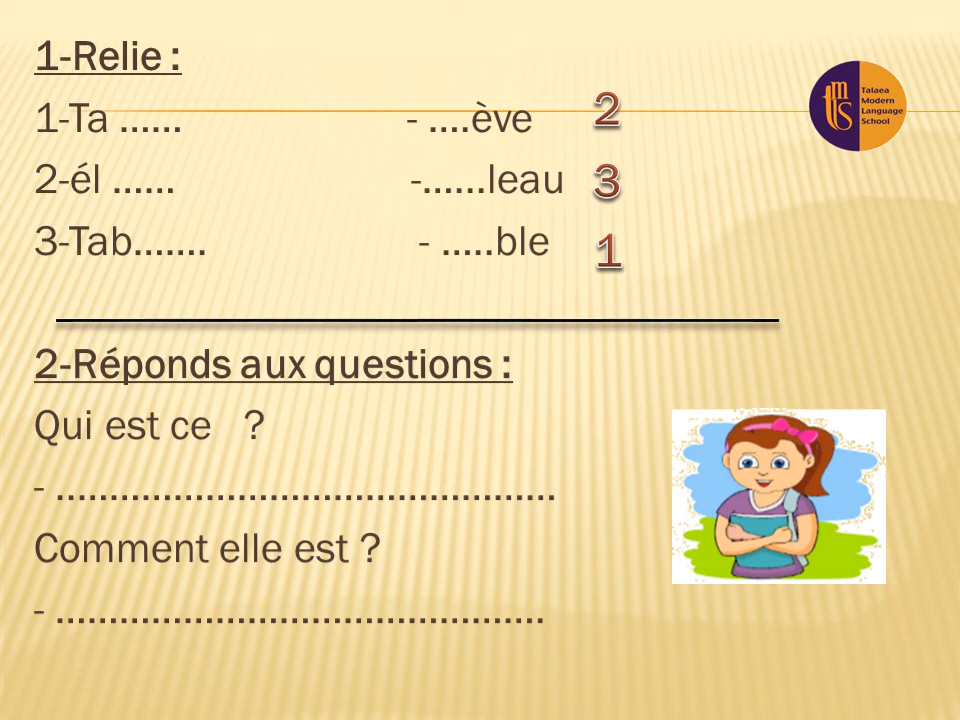 1-Relie :
1-Ta ...... - ....ève 2
2-él ...... -......leau 3
3-Tab....... - .....ble 1
2-Réponds aux questions :
Qui est ce ?
- ...............................................
Comment elle est ?
- ..............................................
tmls
Talaea
Modern
Language
School